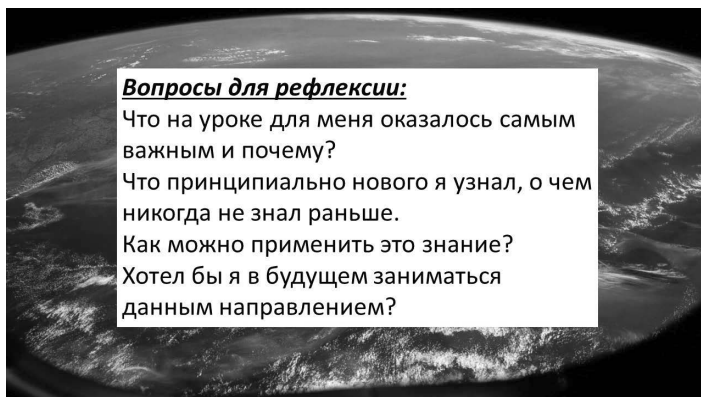 Вопросы для рефлексии:
Что на уроке для меня оказалось самым
важным и почему?
Что принципиально нового я узнал, о чем
никогда не знал раньше.
Как можно применить это знание?
Хотел бы я в будущем заниматься
данным направлением?